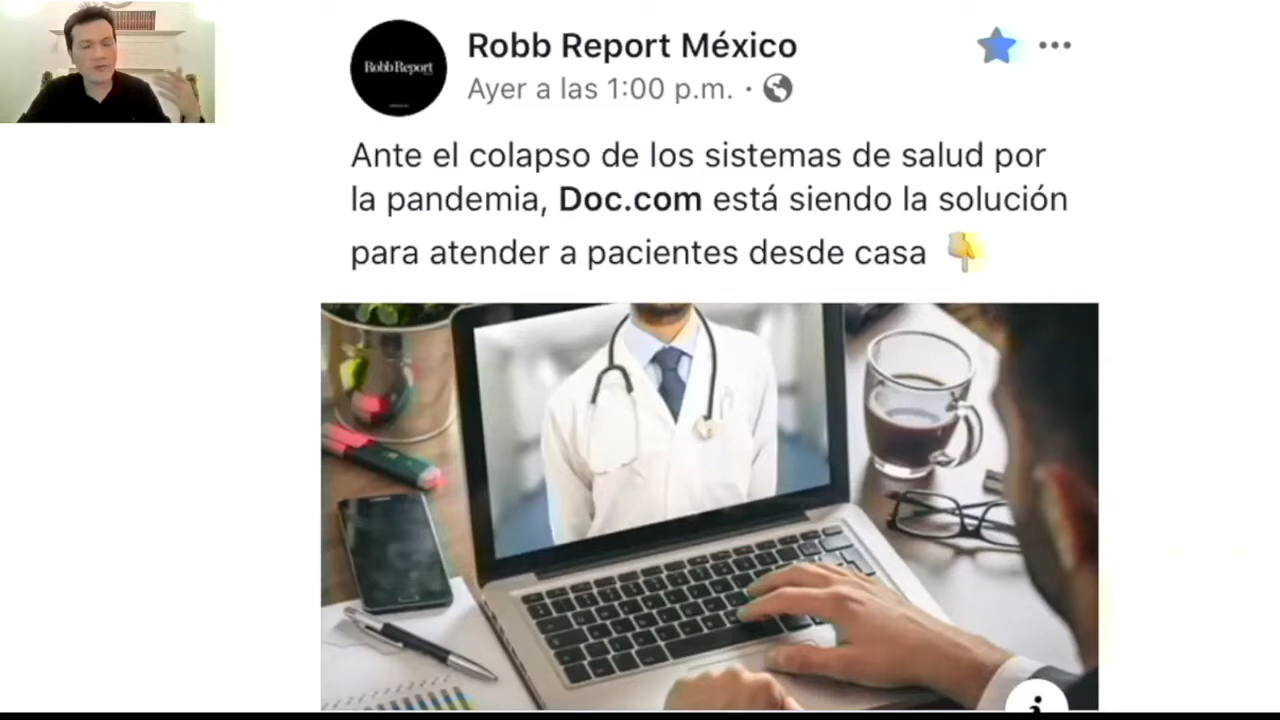 Robb Report México
Ayer a las 1:00 p.m. ·
RobbReport
Ante el colapso de los sistemas de salud por
la pandemia, Doc.com está siendo la solución
para atender a pacientes desde casa